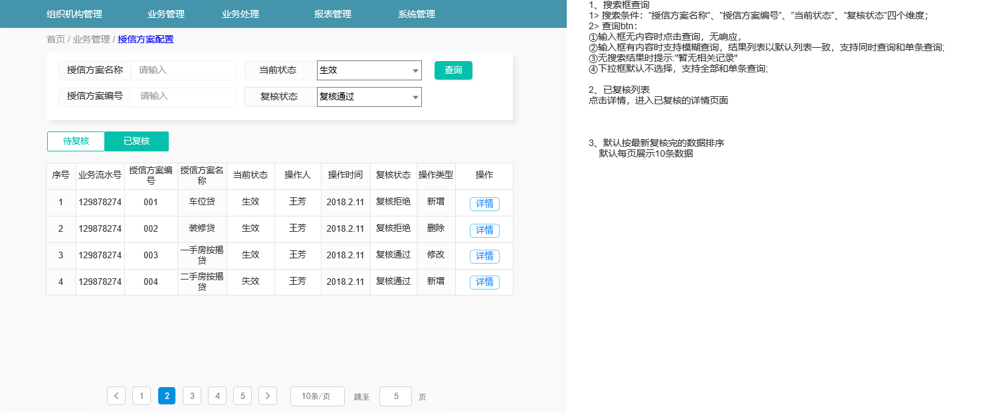 组织机构管理 业务管理 业务处理 报表管理 系统管理
首页 / 业务管理 / 授信方案配置
授信方案名称 请输入 当前状态 生效 查询
授信方案编号 请输入 复核状态 复核通过
待复核 已复核
序号 业务流水号 授信方案编号 授信方案名称 当前状态 操作人 操作时间 复核状态 操作类型 操作
1 129878274 001 车位贷 生效 王芳 2018.2.11 复核拒绝 新增 详情
2 129878274 002 装修贷 生效 王芳 2018.2.11 复核拒绝 删除 详情
3 129878274 003 一手房按揭贷 生效 王芳 2018.2.11 复核通过 修改 详情
4 129878274 004 二手房按揭贷 失效 王芳 2018.2.11 复核通过 新增 详情
< 1 2 3 4 5 > 10条/页 跳至 5 页
1、搜索框查询
1> 搜索条件：”授信方案名称”、”授信方案编号”、”当前状态”、”复核状态”四个维度；
2> 查询btn：
①输入框无内容时点击查询，无响应，
②输入框有内容时支持模糊查询，结果列表以默认列表一致，支持同时查询和单条查询;
③无搜索结果时提示:"暂无相关记录"
④下拉框默认不选择，支持全部和单条查询;
2、已复核列表
点击详情，进入已复核的详情页面
3、默认按最新复核完的数据排序
默认每页展示10条数据